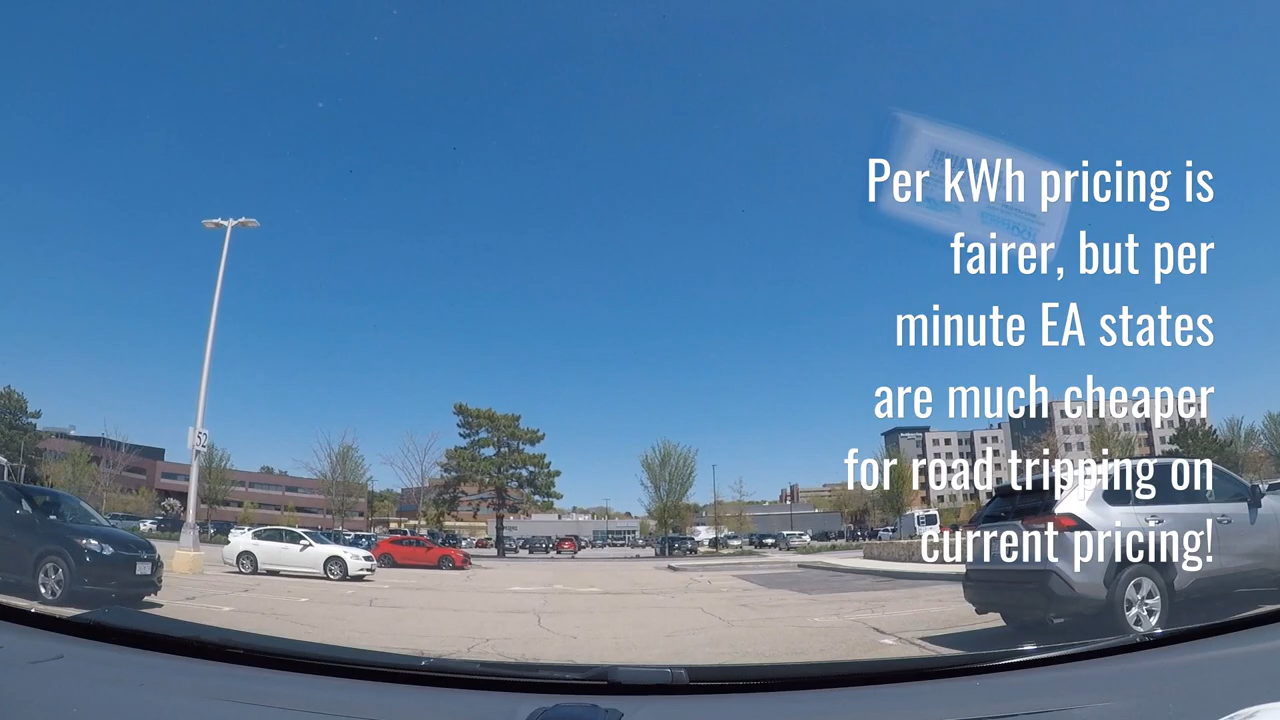 Per kWh pricing is
fairer, but per
minute EA states
are much cheaper
for road tripping on
current pricing!
52